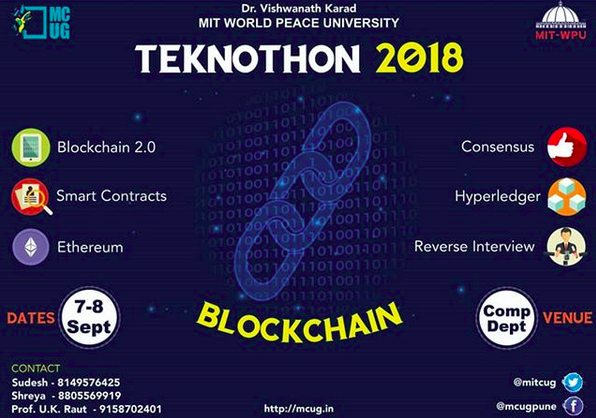 MC
UG
Dr. Vishwanath Karad
MIT WORLD PEACE UNIVERSITY
MIT-WPU
TEKNOTHON 2018
Blockchain 2.0
Smart Contracts
Ethereum
Consensus
Hyperledger
Reverse Interview
DATES
7-8
Sept
BLOCKCHAIN
Comp
Dept
VENUE
CONTACT
Sudesh - 8149576425
Shreya - 8805569919
Prof. U.K. Raut - 9158702401
http://mcug.in
@mitcug
@mcugpune